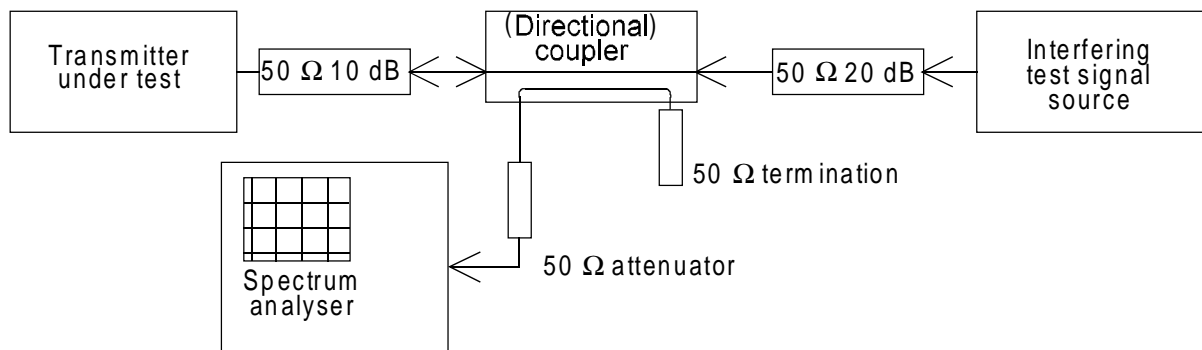 Transmitter
under test
50 Ω 10 dB
(Directional)
coupler
50 Ω 20 dB
Interfering
test signal
source
50 Ω termination
50 Ω attenuator
Spectrum
analyser